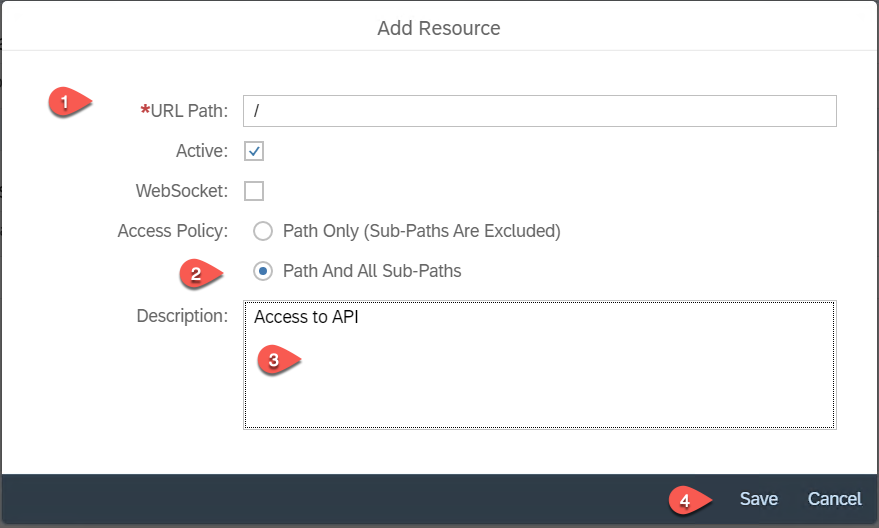 Add Resource
1 *URL Path: /
Active:
WebSocket:
Access Policy: Path Only (Sub-Paths Are Excluded)
2 Path And All Sub-Paths
Description: Access to API
3
4 Save Cancel